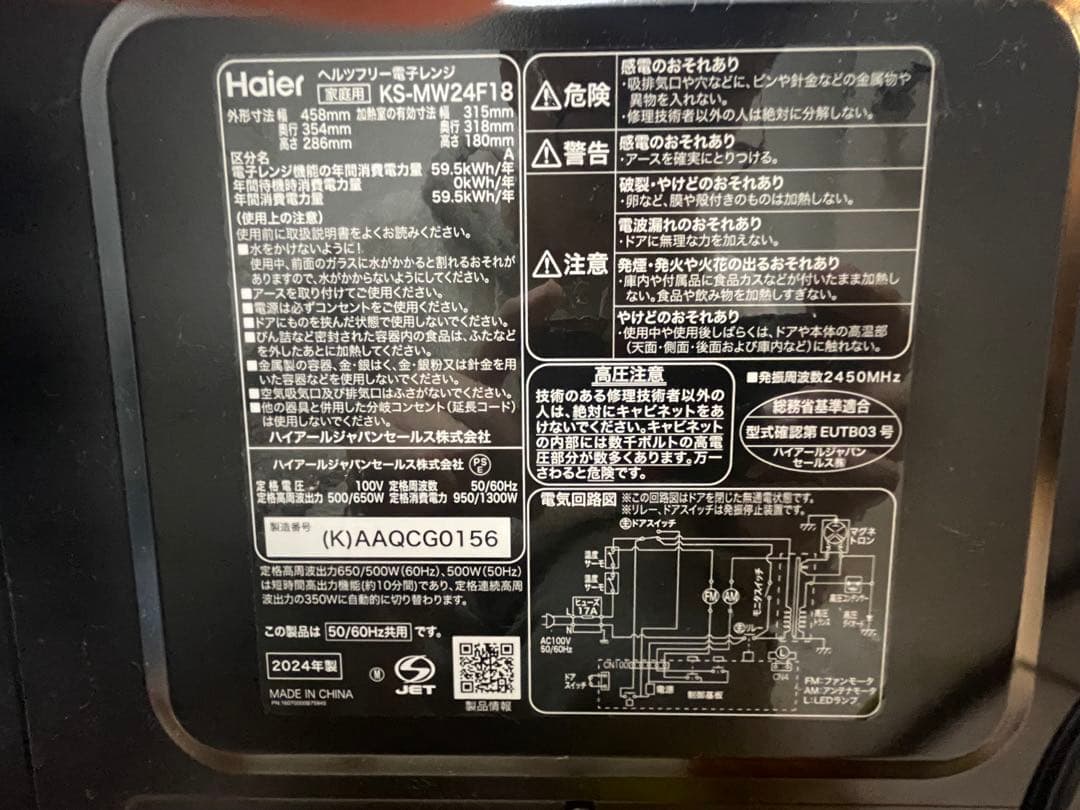 Haier
ヘルツフリー電子レンジ
家庭用 KS-MW24F18
外形寸法 幅 458mm 加熱室の有効寸法 幅 315mm
奥行 354mm 奥行 318mm
高さ 286mm 高さ 180mm
区分名 A
電子レンジ機能の年間消費電力量 59.5kWh/年
年間待機時消費電力量 0kWh/年
年間消費電力量 59.5kWh/年
(使用上の注意)
使用前に取扱説明書をよくお読みください。
■水をかけないように!
使用中、前面のガラスに水がかかると割れるおそれが
ありますので、水がかからないようにしてください。
■アースを取り付けてご使用ください。
■電源は必ずコンセントをご使用ください。
■ドアにものを挟んだ状態で使用しないでください。
■びん詰など密封された容器内の食品は、ふたなど
を外したあとに加熱してください。
■金属製の容器、金・銀はく、金・銀粉又は針金を用
いた容器などを使用しないでください。
■空気吸気口及び排気口はふさがないでください。
■他の器具と併用した分岐コンセント(延長コード)
は使用しないでください。
ハイアールジャパンセールス株式会社
ハイアールジャパンセールス株式会社 PSE
定格電圧 100V 定格周波数 50/60Hz
定格高周波出力 500/650W 定格消費電力 950/1300W
製造番号
(K)AAQCG0156
定格高周波出力650/500W(60Hz)、500W(50Hz)
は短時間高出力機能(約10分間)であり、定格連続高周
波出力の350Wに自動的に切り替わります。
この製品は 50/60Hz共用 です。
2024年製
M
JET
MADE IN CHINA
製品情報
危険
感電のおそれあり
・吸排気口や穴などに、ピンや針金などの金属物や
異物を入れない。
・修理技術者以外の人は絶対に分解しない。
警告
感電のおそれあり
・アースを確実にとりつける。
注意
破裂・やけどのおそれあり
・卵など、膜や殻付きのものは加熱しない。
電波漏れのおそれあり
・ドアに無理な力を加えない。
発煙・発火や火花の出るおそれあり
・庫内や付属品に食品カスなどが付いたまま加熱し
ない。食品や飲み物を加熱しすぎない。
やけどのおそれあり
・使用中や使用後しばらくは、ドアや本体の高温部
(天面・側面・後面および庫内など)に触れない。
高圧注意
技術のある修理技術者以外の
人は、絶対にキャビネットをあ
けないでください。キャビネット
の内部には数千ボルトの高電
圧部分が数多くあります。万一
さわると危険です。
■発振周波数2450MHz
総務省基準適合
型式確認第 EUTB03 号
ハイアールジャパン
セールス㈱
電気回路図
※この回路図はドアを閉じた無通電状態です。
※リレー、ドアスイッチは発振停止装置です。
主ドアスイッチ
マグネ
トロン
温度
サーモ
温度
サーモ
ヒューズ
17A
L
N
AC100V
50/60Hz
FM
AM
モニタスイッチ
主リレー
高圧コンデンサー
高圧
トランス
高圧
ダイオード
L
CN4
ドア
スイッチ
電源
制御基板
FM:ファンモータ
AM:アンテナモータ
L:LEDランプ